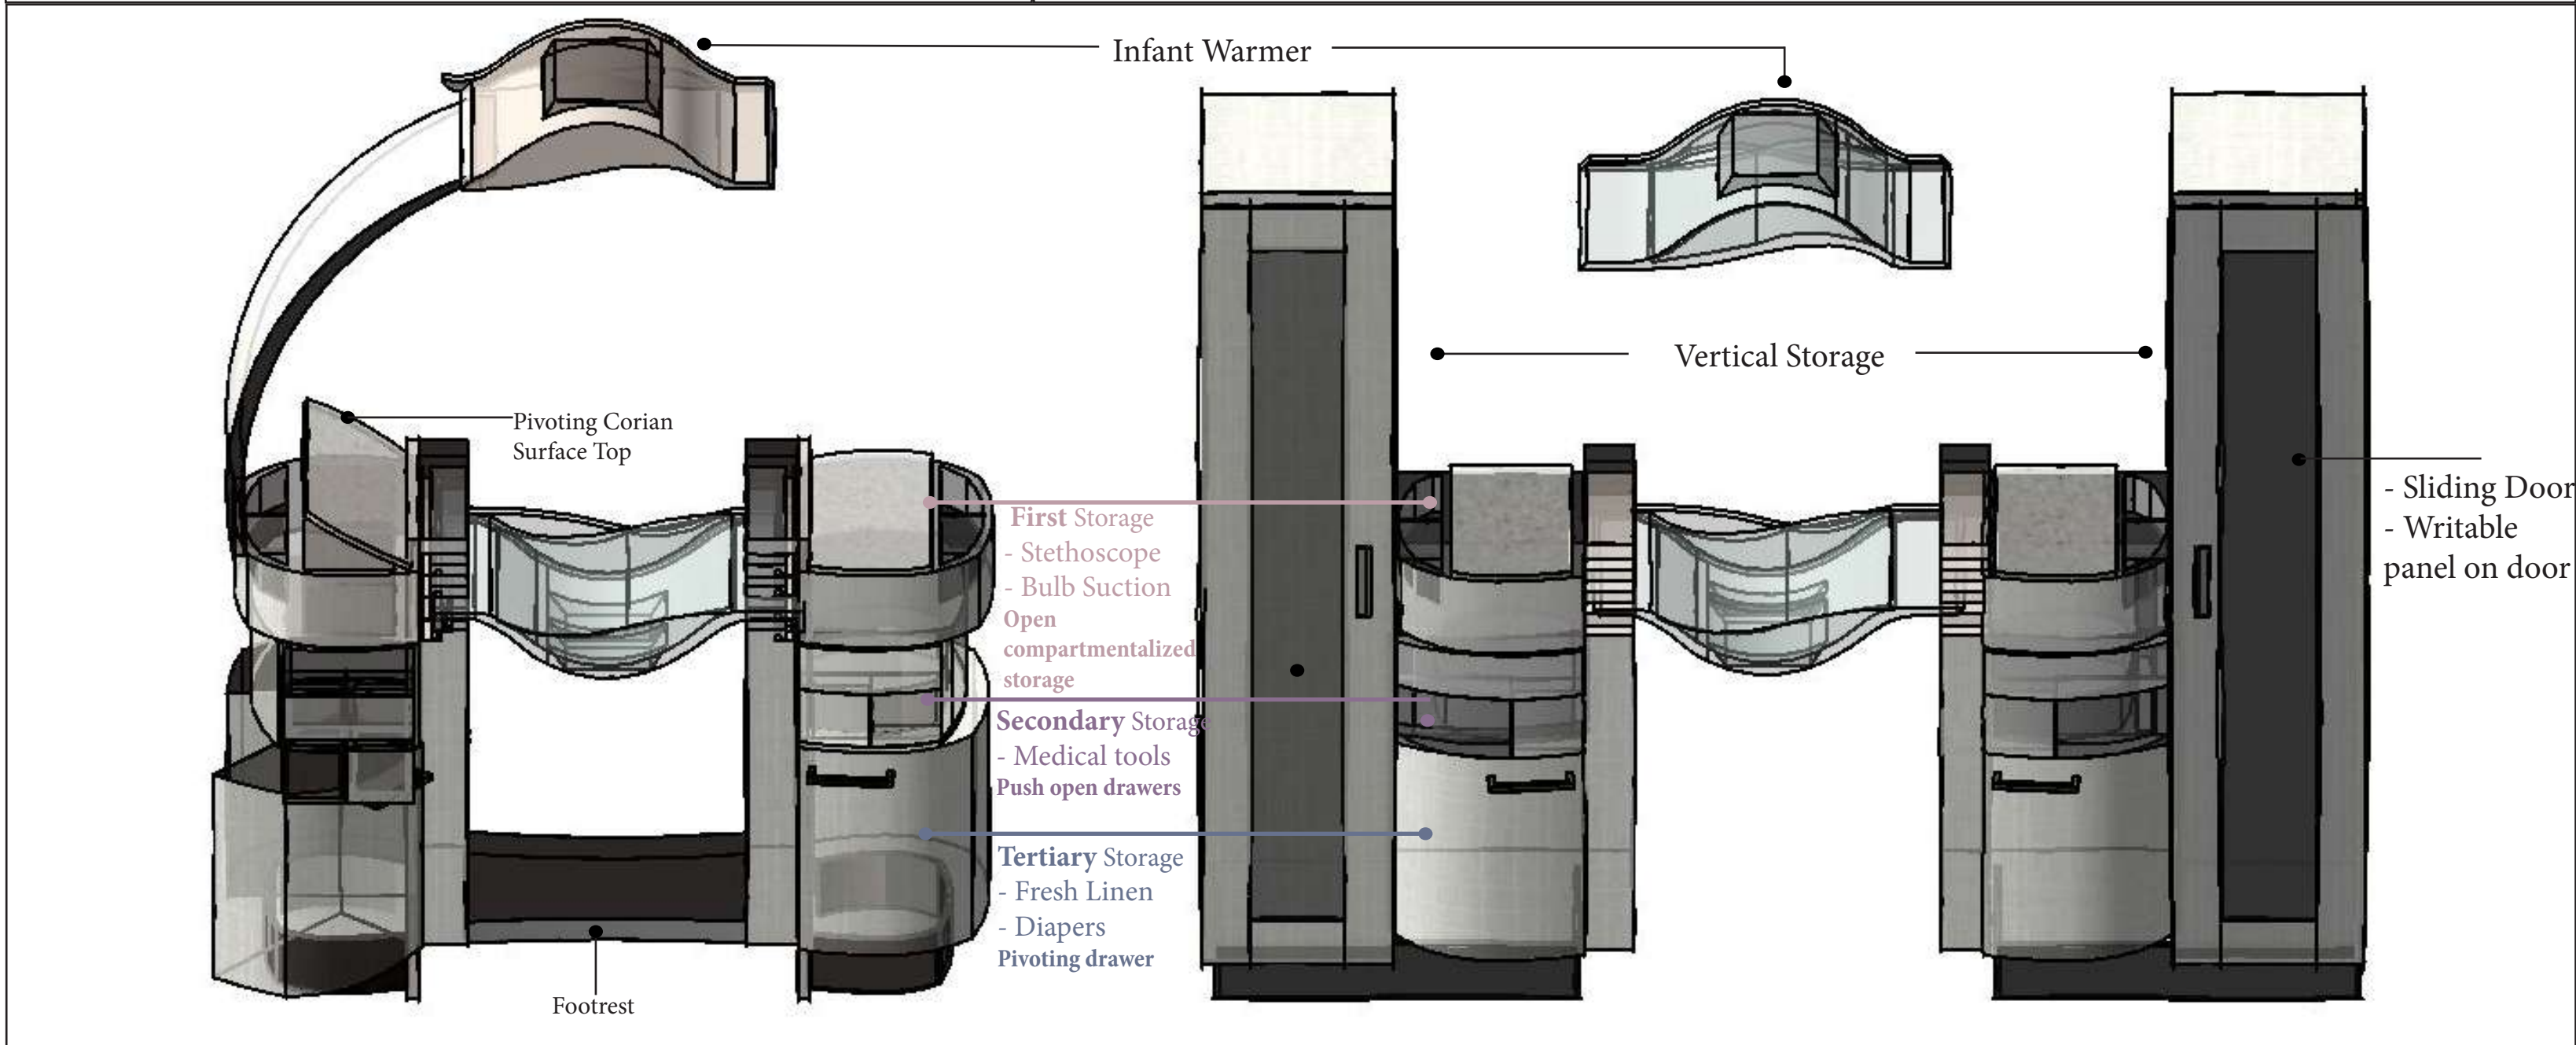 Infant Warmer
Vertical Storage
Pivoting Corian
Surface Top
First Storage
- Stethoscope
- Bulb Suction
Open
compartmentalized
storage
Secondary Storage
- Medical tools
Push open drawers
Tertiary Storage
- Fresh Linen
- Diapers
Pivoting drawer
Footrest
- Sliding Door
- Writable
panel on door